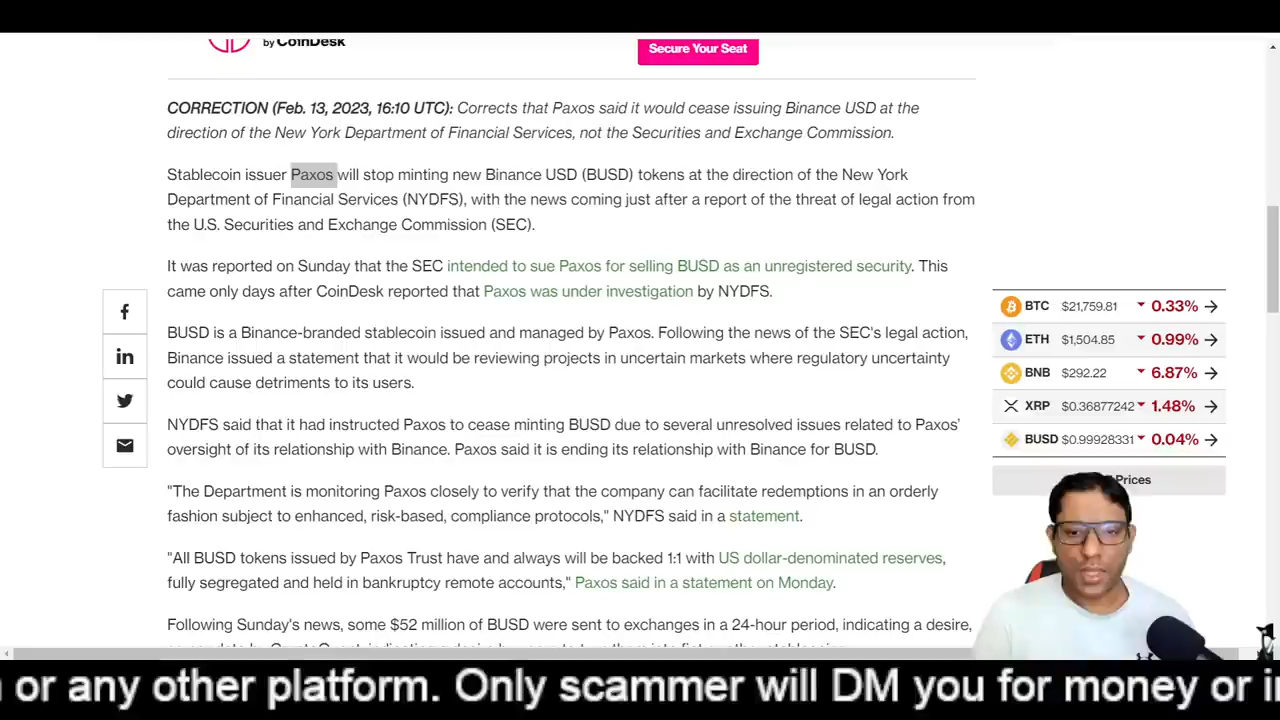 by CoinDesk
Secure Your Seat
CORRECTION (Feb. 13, 2023, 16:10 UTC): Corrects that Paxos said it would cease issuing Binance USD at the
direction of the New York Department of Financial Services, not the Securities and Exchange Commission.
Stablecoin issuer Paxos will stop minting new Binance USD (BUSD) tokens at the direction of the New York
Department of Financial Services (NYDFS), with the news coming just after a report of the threat of legal action from
the U.S. Securities and Exchange Commission (SEC).
It was reported on Sunday that the SEC intended to sue Paxos for selling BUSD as an unregistered security. This
came only days after CoinDesk reported that Paxos was under investigation by NYDFS.
BUSD is a Binance-branded stablecoin issued and managed by Paxos. Following the news of the SEC's legal action,
Binance issued a statement that it would be reviewing projects in uncertain markets where regulatory uncertainty
could cause detriments to its users.
NYDFS said that it had instructed Paxos to cease minting BUSD due to several unresolved issues related to Paxos'
oversight of its relationship with Binance. Paxos said it is ending its relationship with Binance for BUSD.
"The Department is monitoring Paxos closely to verify that the company can facilitate redemptions in an orderly
fashion subject to enhanced, risk-based, compliance protocols," NYDFS said in a statement.
"All BUSD tokens issued by Paxos Trust have and always will be backed 1:1 with US dollar-denominated reserves,
fully segregated and held in bankruptcy remote accounts," Paxos said in a statement on Monday.
Following Sunday's news, some $52 million of BUSD were sent to exchanges in a 24-hour period, indicating a desire,
BTC $21,759.81 0.33%
ETH $1,504.85 0.99%
BNB $292.22 6.87%
XRP $0.36877242 1.48%
BUSD $0.99928331 0.04%
Prices
or any other platform. Only scammer will DM you for money or